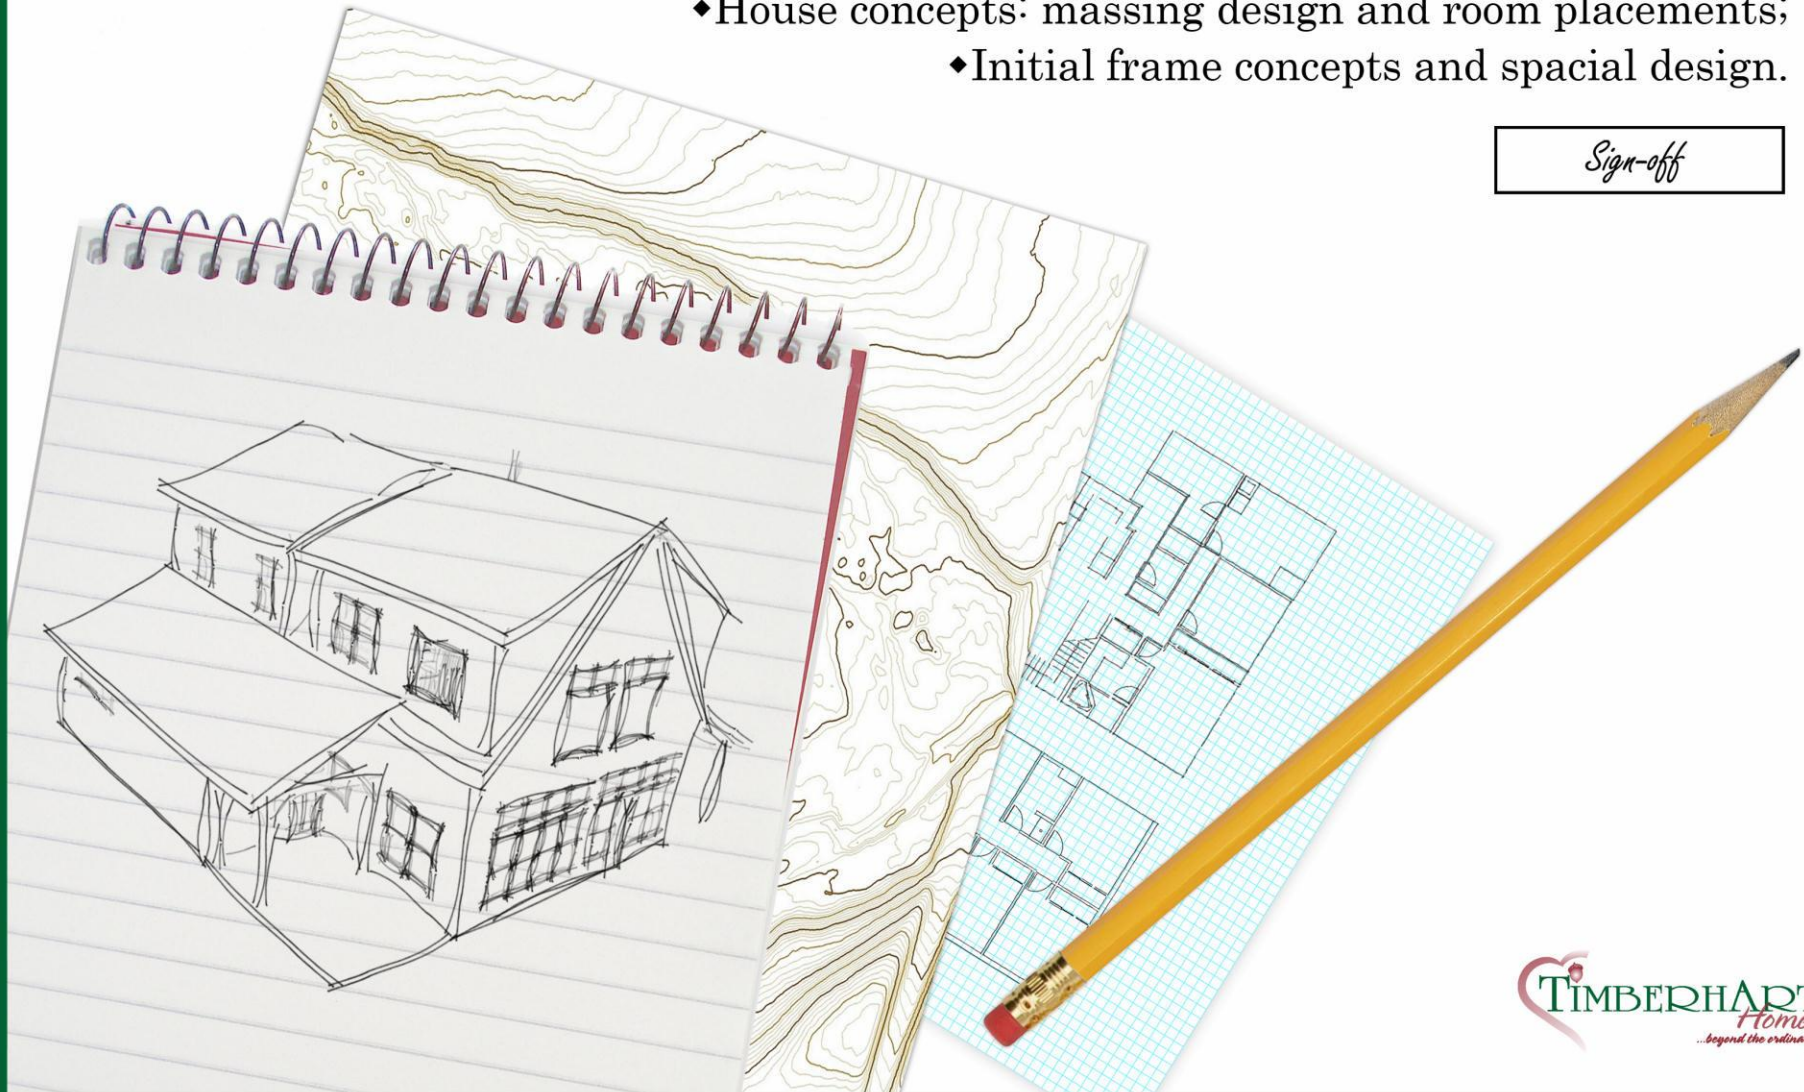 ◆House concepts: massing design and room placements;
◆Initial frame concepts and spacial design.
Sign-off
TIMBERHART
Home
...beyond the ordina